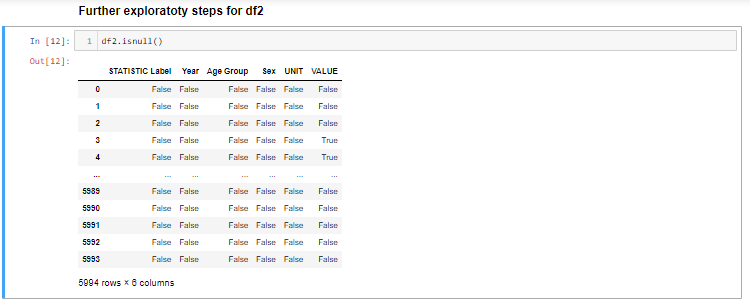 Further exploratoty steps for df2
In [12]: 1 df2.isnull()
Out[12]:
STATISTIC Label Year Age Group Sex UNIT VALUE
0 False False False False False False
1 False False False False False False
2 False False False False False False
3 False False False False False True
4 False False False False False True
... ... ... ... ... ... ...
5989 False False False False False False
5990 False False False False False False
5991 False False False False False False
5992 False False False False False False
5993 False False False False False False
5994 rows × 6 columns